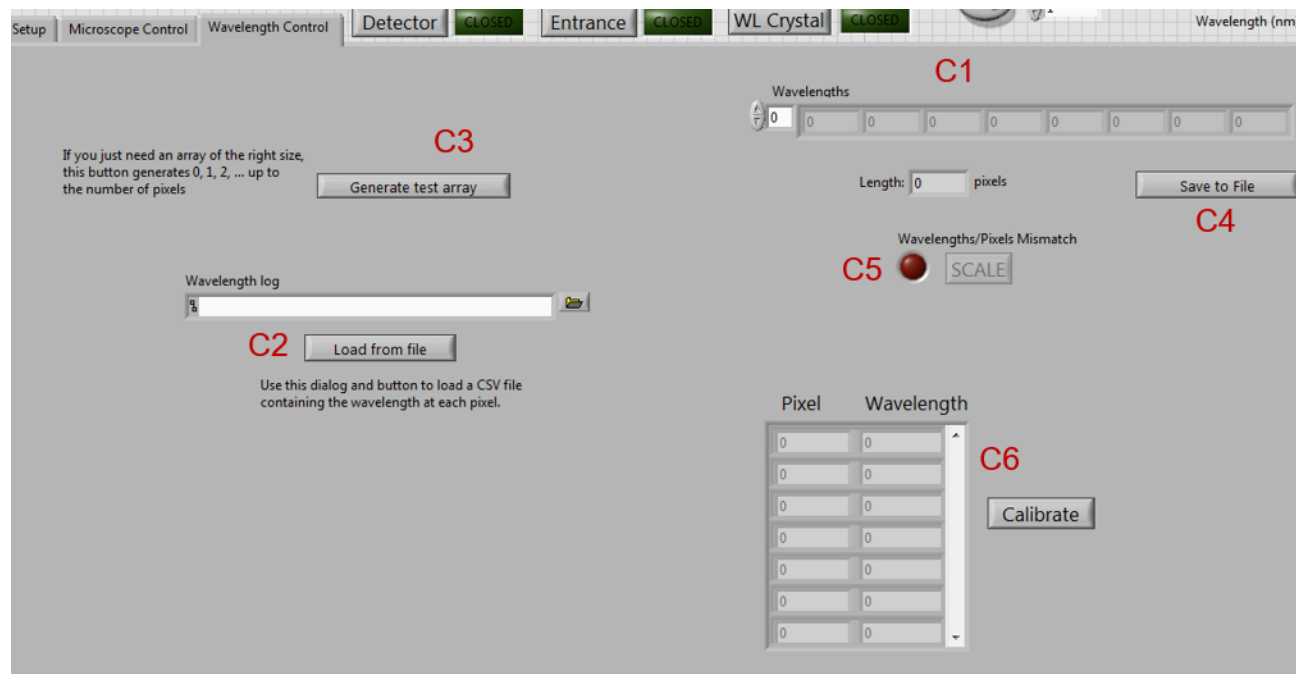 Setup
Microscope Control
Wavelength Control
Detector
CLOSED
Entrance
CLOSED
WL Crystal
CLOSED
1
Wavelength (nm)
C1
Wavelengths
0
0
0
0
0
0
0
0
0
C3
If you just need an array of the right size,
this button generates 0, 1, 2, ... up to
the number of pixels
Generate test array
Length: 0 pixels
Save to File
C4
Wavelengths/Pixels Mismatch
C5
SCALE
Wavelength log
C2
Load from file
Use this dialog and button to load a CSV file
containing the wavelength at each pixel.
Pixel Wavelength
0 0
0 0
0 0
0 0
0 0
0 0
0 0
C6
Calibrate